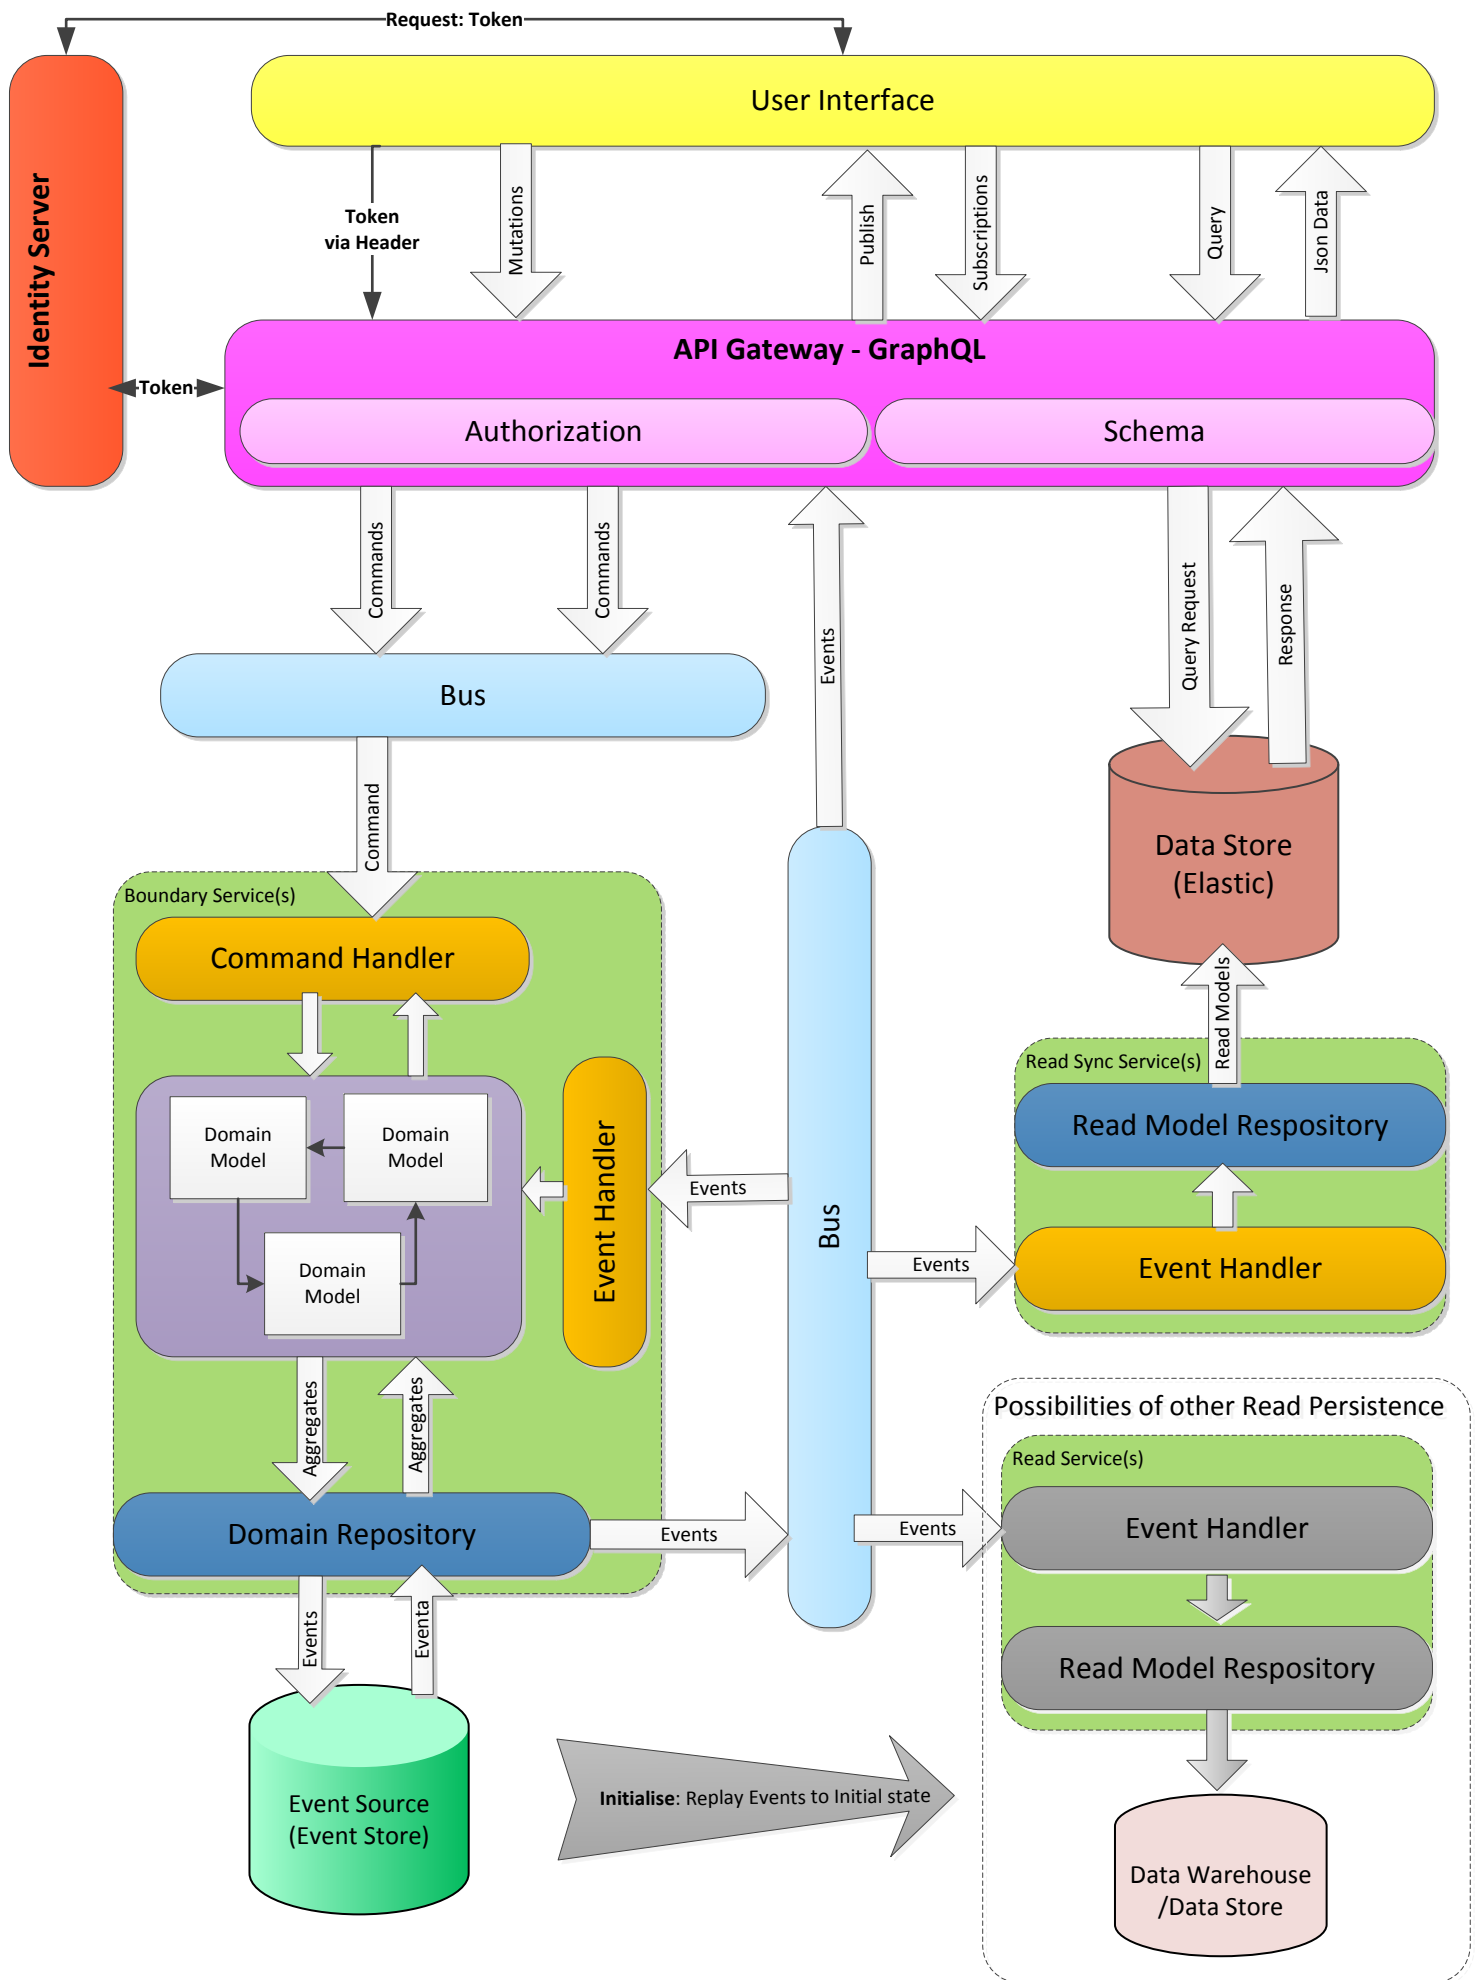 Request: Token
User Interface
Identity Server
Token
via Header
Mutations
Publish
Subscriptions
Query
Json Data
API Gateway - GraphQL
Token
Authorization
Schema
Commands
Commands
Events
Query Request
Response
Bus
Command
Data Store
(Elastic)
Boundary Service(s)
Command Handler
Read Models
Read Sync Service(s)
Domain
Model
Domain
Model
Domain
Model
Event Handler
Events
Bus
Read Model Respository
Events
Event Handler
Aggregates
Aggregates
Possibilities of other Read Persistence
Read Service(s)
Domain Repository
Events
Events
Event Handler
Events
Eventa
Read Model Respository
Event Source
(Event Store)
Initialise: Replay Events to Initial state
Data Warehouse
/Data Store